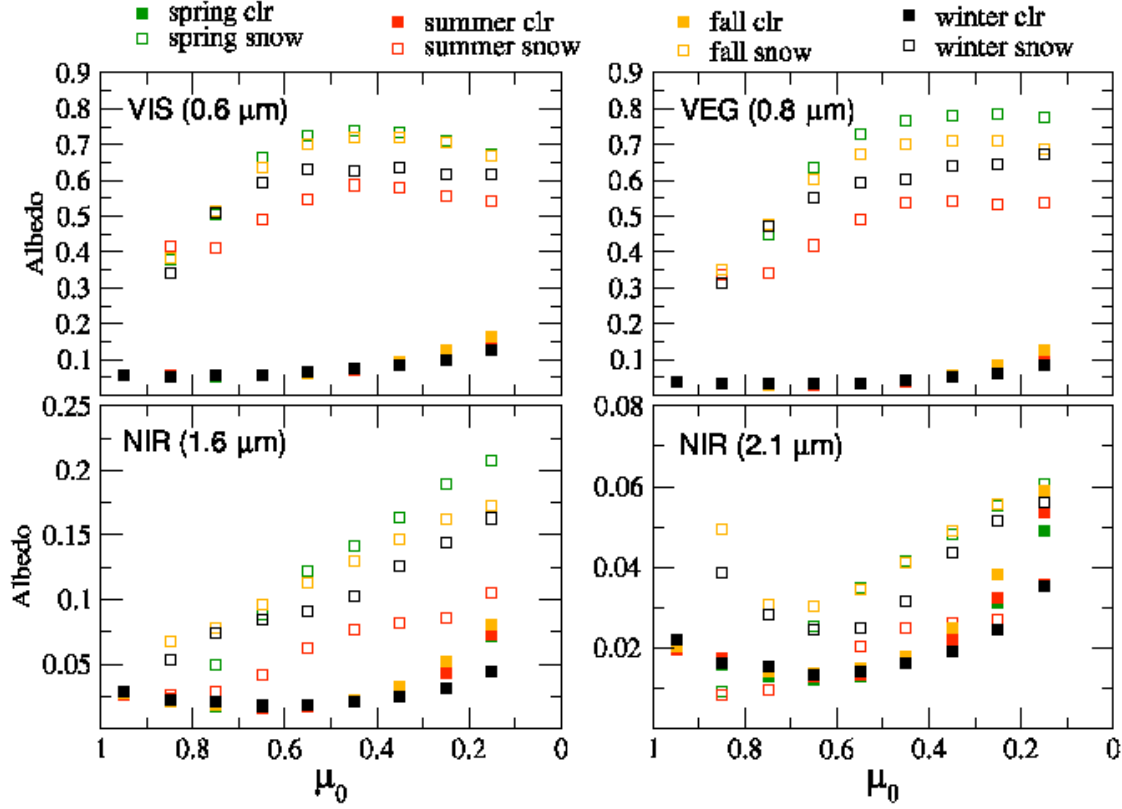 spring clr
summer clr
fall clr
winter clr
spring snow
summer snow
fall snow
winter snow
VIS (0.6 μm)
0.9
0.8
0.7
0.6
0.5
0.4
0.3
0.2
0.1
Albedo
VEG (0.8 μm)
0.9
0.8
0.7
0.6
0.5
0.4
0.3
0.2
0.1
NIR (1.6 μm)
0.25
0.2
0.15
0.1
0.05
Albedo
1 0.8 0.6 0.4 0.2 0
μ0
NIR (2.1 μm)
0.08
0.06
0.04
0.02
1 0.8 0.6 0.4 0.2 0
μ0